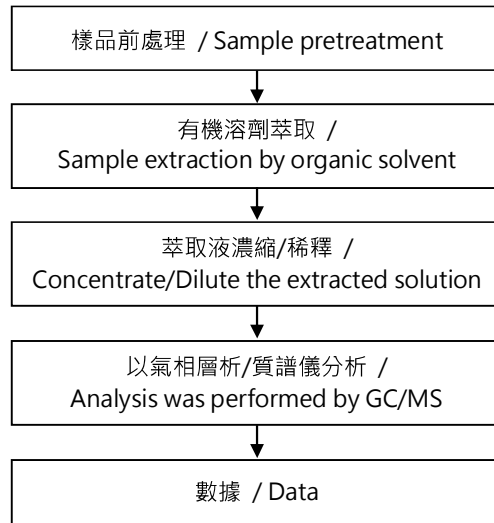 樣品前處理 / Sample pretreatment
有機溶劑萃取 /
Sample extraction by organic solvent
萃取液濃縮/稀釋 /
Concentrate/Dilute the extracted solution
以氣相層析/質譜儀分析 /
Analysis was performed by GC/MS
數據 / Data